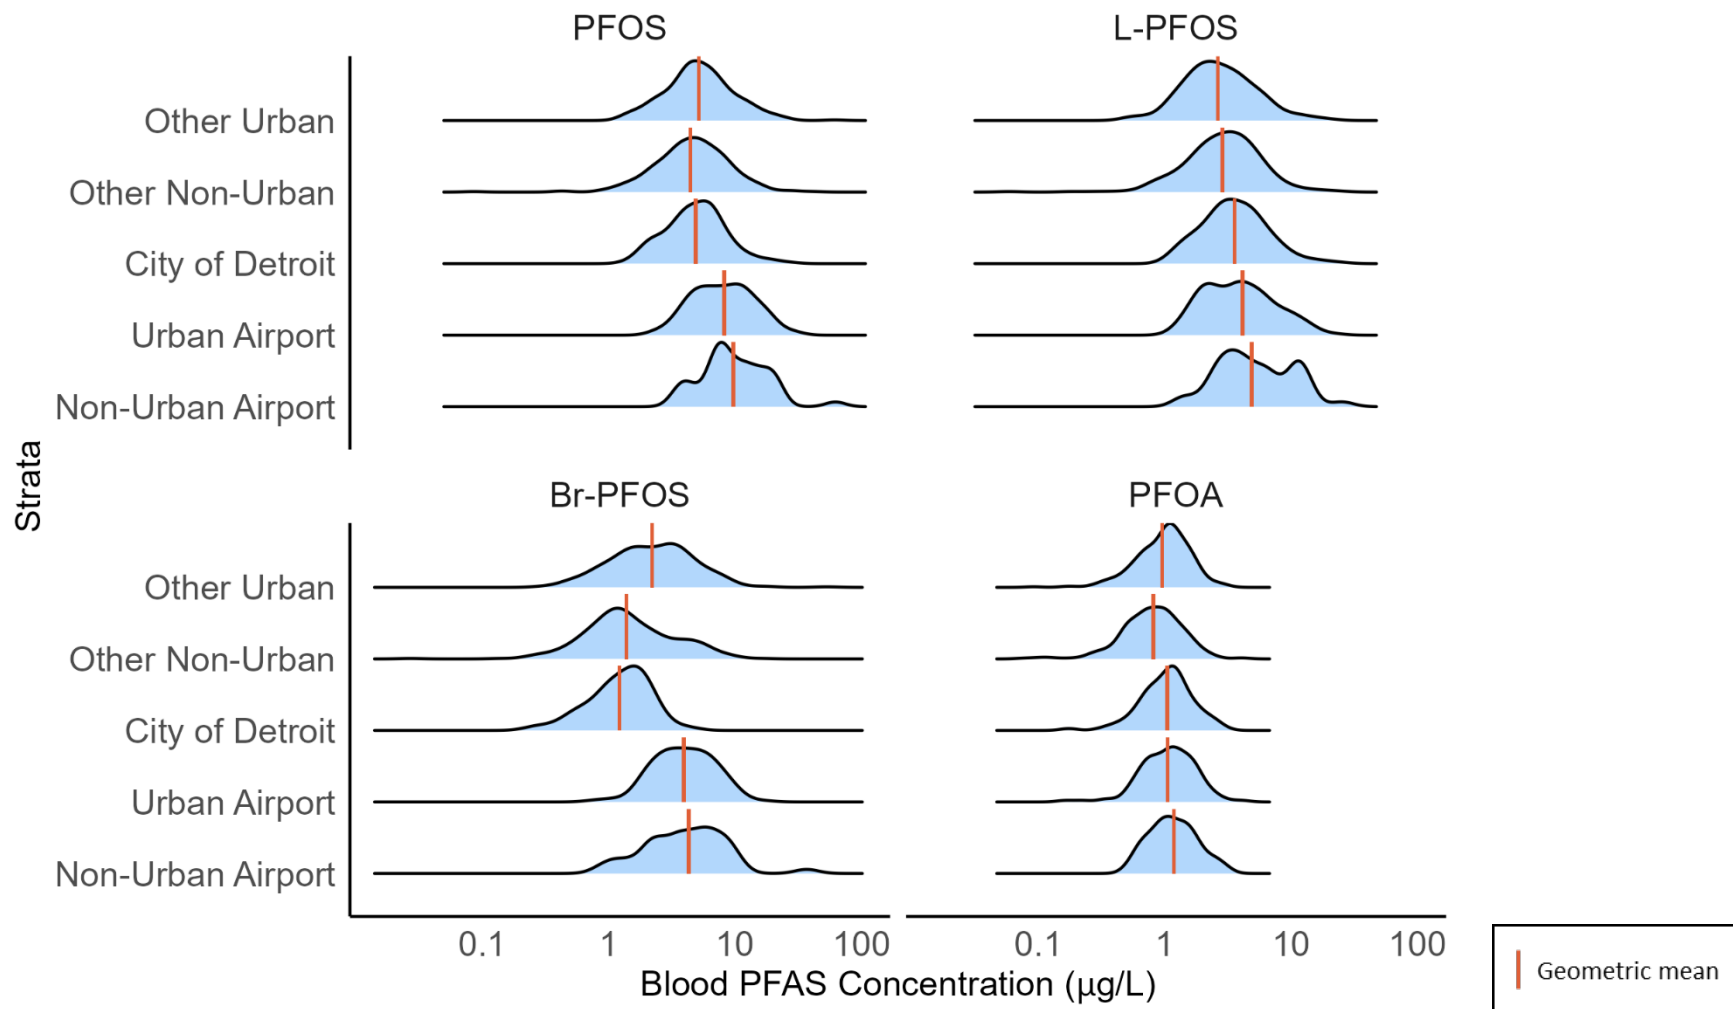 PFOS
L-PFOS
Other Urban
Other Non-Urban
City of Detroit
Urban Airport
Non-Urban Airport
Strata
Br-PFOS
PFOA
Other Urban
Other Non-Urban
City of Detroit
Urban Airport
Non-Urban Airport
0.1 1 10 100
0.1 1 10 100
Blood PFAS Concentration (µg/L)
Geometric mean